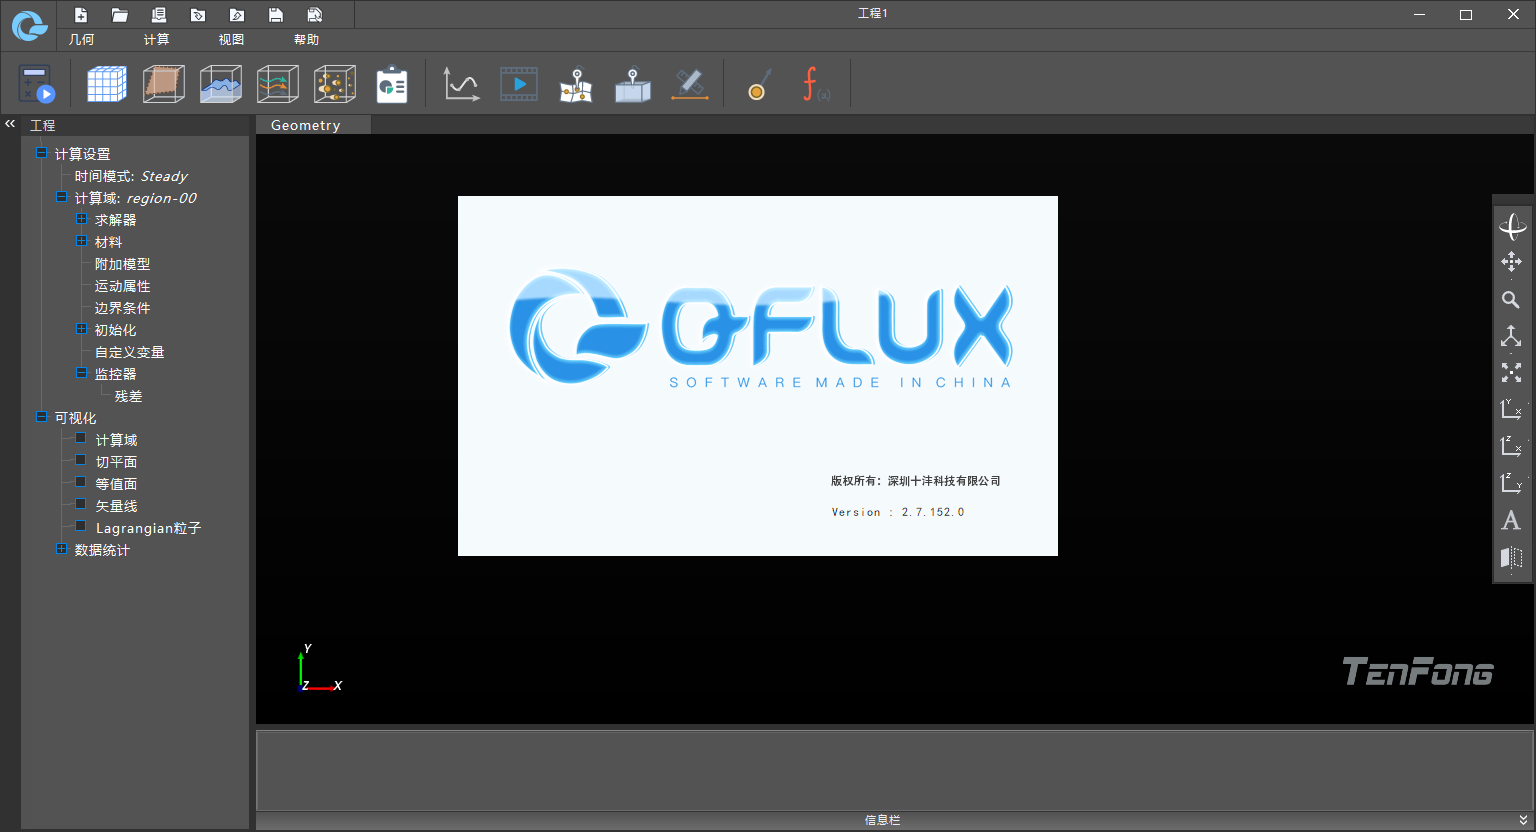 工程1
几何
计算
视图
帮助
f(a)
工程
Geometry
计算设置
时间模式: Steady
计算域: region-00
求解器
材料
附加模型
运动属性
边界条件
初始化
自定义变量
监控器
残差
可视化
计算域
切平面
等值面
矢量线
Lagrangian粒子
数据统计
QFLUX
SOFTWARE MADE IN CHINA
版权所有：深圳十沣科技有限公司
Version : 2.7.152.0
Y
X
Z
X
Z
Y
A
Y
Z X
TENFONG
信息栏